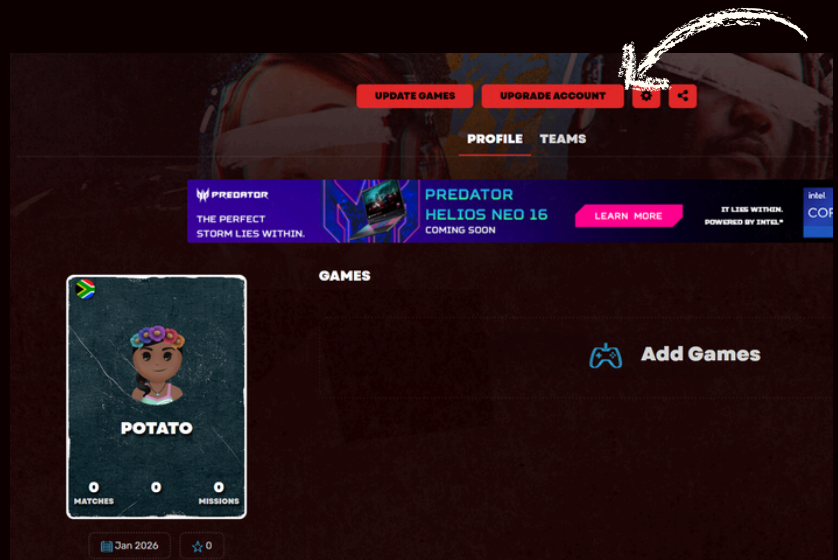 UPDATE GAMES
UPGRADE ACCOUNT
PROFILE
TEAMS
PREDATOR
THE PERFECT
STORM LIES WITHIN.
PREDATOR
HELIOS NEO 16
COMING SOON
LEARN MORE
IT LIES WITHIN.
POWERED BY INTEL®
intel
COR
GAMES
Add Games
POTATO
0
0
0
MATCHES
MISSIONS
Jan 2026
0